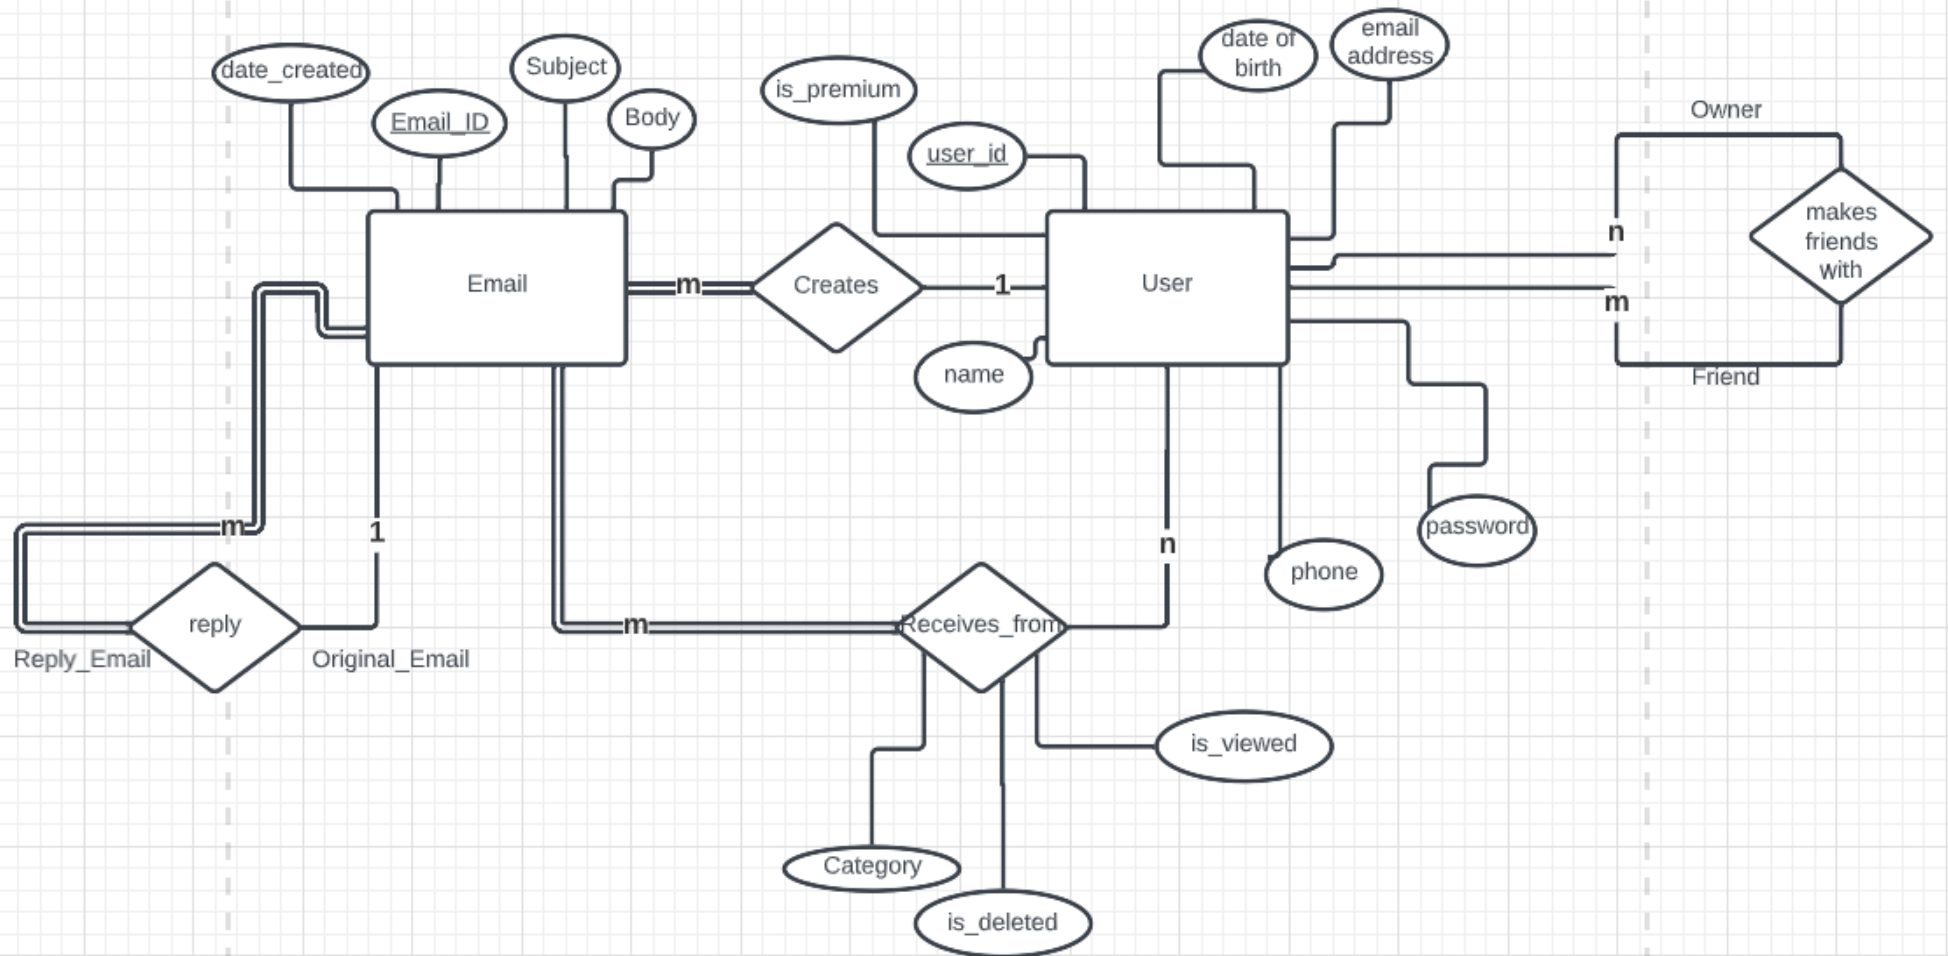 date of
birth
email
address
date_created
Subject
is_premium
Body
Email_ID
user_id
Owner
makes
friends
with
n
Email
m
Creates
1
User
m
name
Friend
m
1
n
password
phone
reply
m
Receives_from
Reply_Email
Original_Email
is_viewed
Category
is_deleted